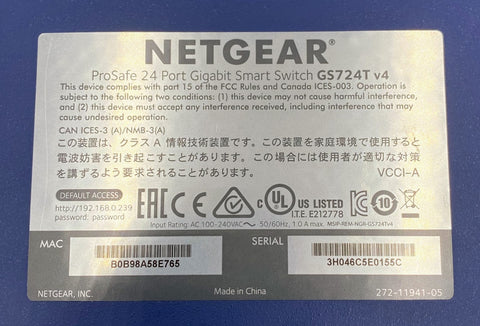 NETGEAR®
ProSafe 24 Port Gigabit Smart Switch GS724T v4
This device complies with part 15 of the FCC Rules and Canada ICES-003. Operation is
subject to the following two conditions: (1) this device may not cause harmful interference,
and (2) this device must accept any interference received, including interference that may
cause undesired operation.
CAN ICES-3 (A)/NMB-3(A)
この装置は、クラス A 情報技術装置です。この装置を家庭環境で使用すると
電波妨害を引き起こすことがあります。この場合には使用者が適切な対策
を講ずるよう要求されることがあります。
VCCI-A
DEFAULT ACCESS
http://192.168.0.239
password: password
EAC CE c UL US LISTED
I.T.E. E212778
10
Input Rating: AC 100-240V 50/60Hz, 1.0 A max.
MSIP-REM-NGR-GS724Tv4
MAC
B0B98A58E765
SERIAL
3H046C5E0155C
NETGEAR, INC.
Made in China
272-11941-05